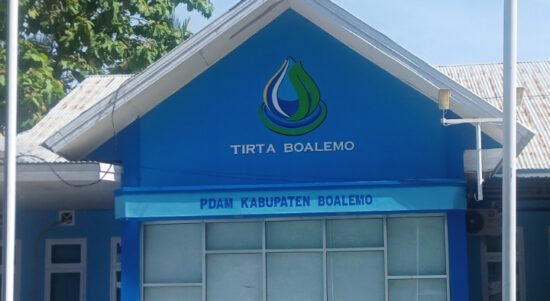 TIRTA BOALEMO
PDAM KABUPATEN BOALEMO